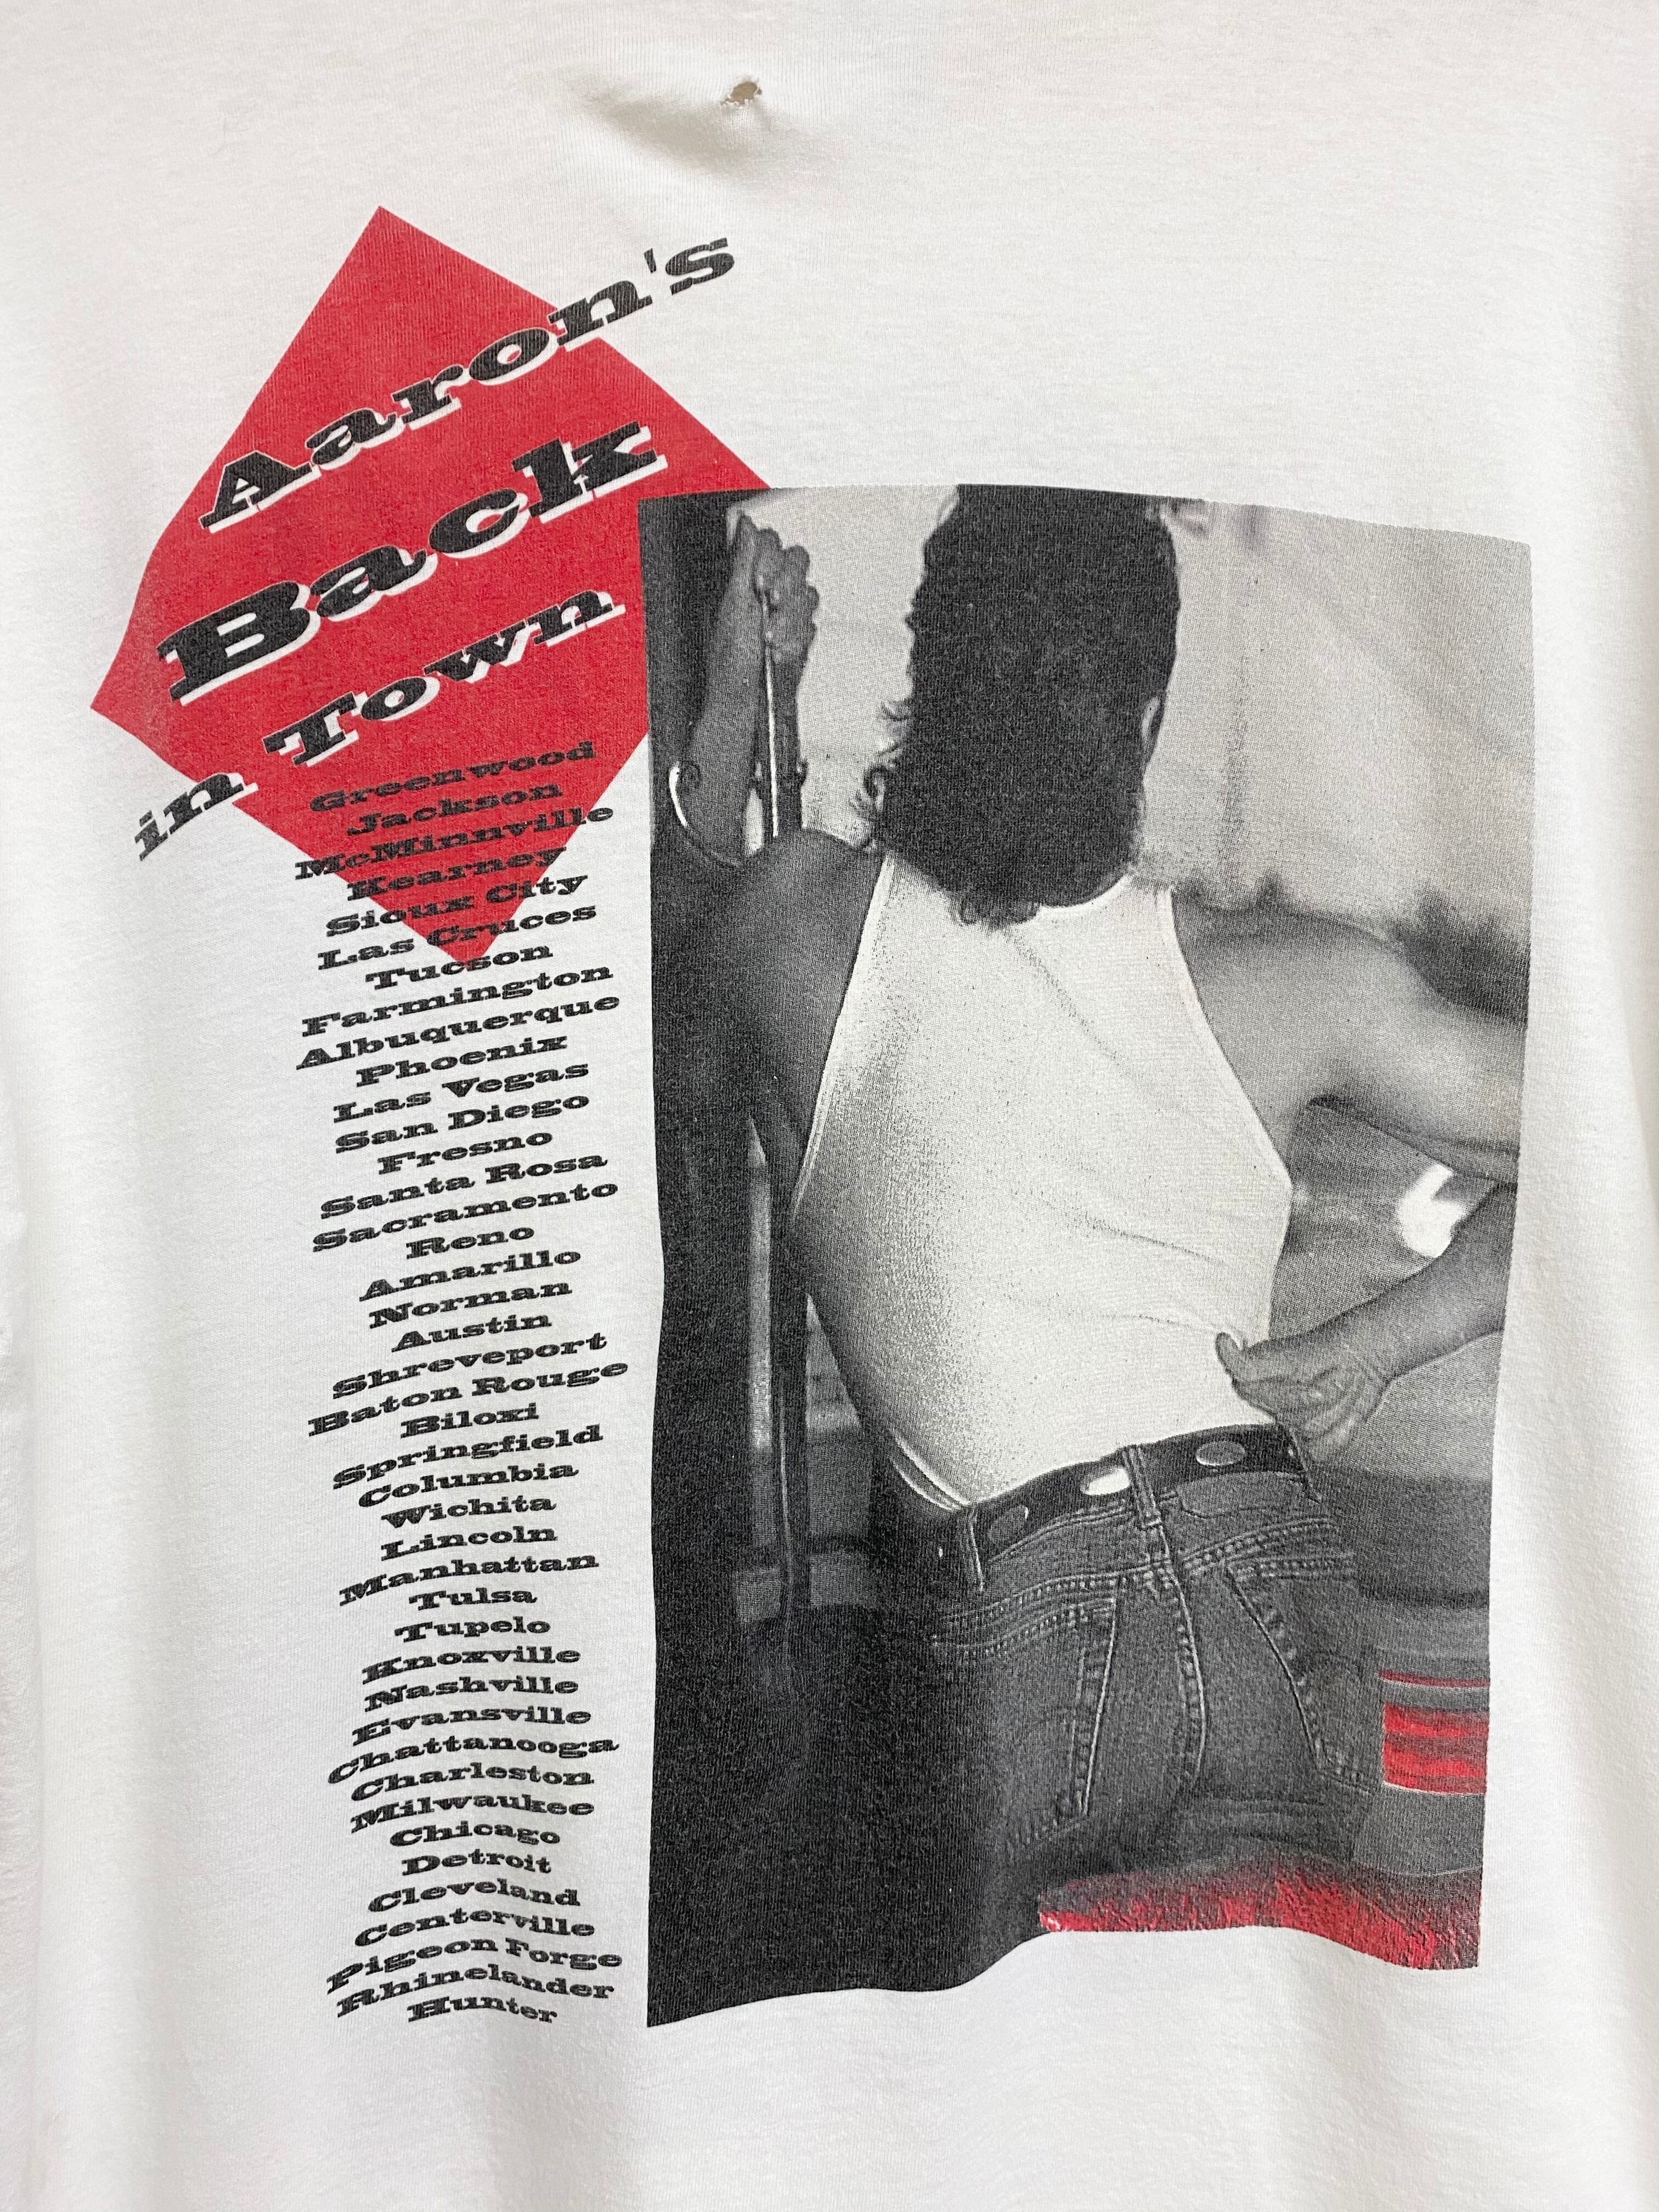 Aaron's
Back
in Town
Greenwood
Jackson
McMinnville
Kearney
Sioux City
Las Cruces
Tucson
Farmington
Albuquerque
Phoenix
Las Vegas
San Diego
Fresno
Santa Rosa
Sacramento
Reno
Amarillo
Norman
Austin
Shreveport
Baton Rouge
Biloxi
Springfield
Columbia
Wichita
Lincoln
Manhattan
Tulsa
Tupelo
Knoxville
Nashville
Evansville
Chattanooga
Charleston
Milwaukee
Chicago
Detroit
Cleveland
Centerville
Pigeon Forge
Rhinelander
Hunter